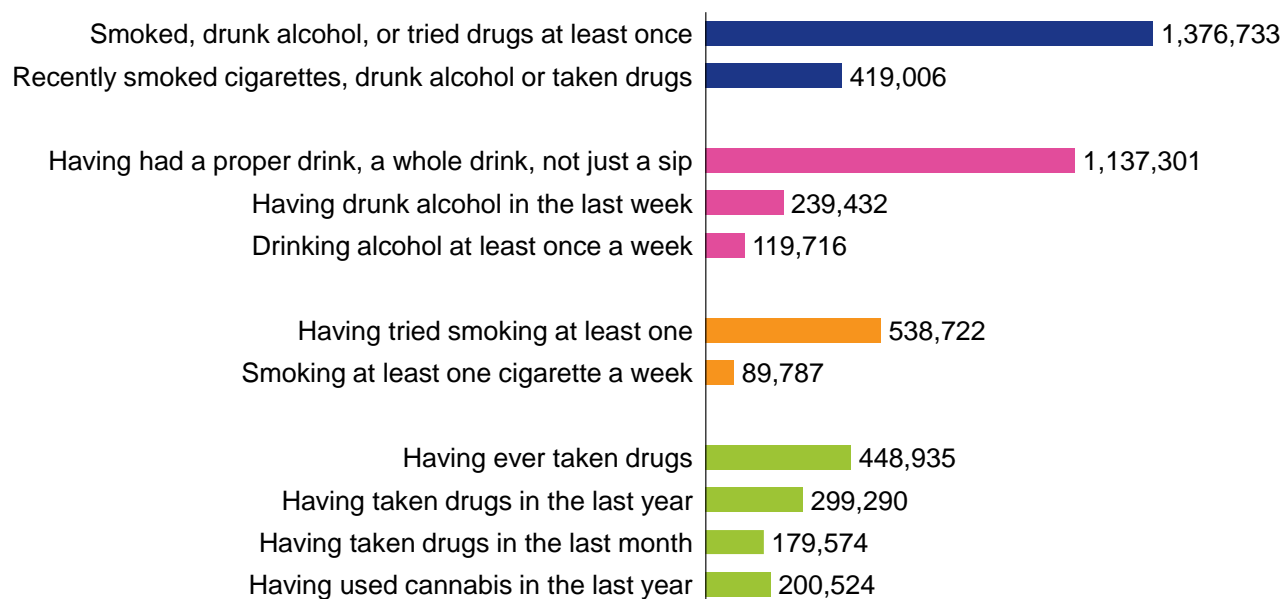 Smoked, drunk alcohol, or tried drugs at least once 1,376,733
Recently smoked cigarettes, drunk alcohol or taken drugs 419,006
Having had a proper drink, a whole drink, not just a sip 1,137,301
Having drunk alcohol in the last week 239,432
Drinking alcohol at least once a week 119,716
Having tried smoking at least one 538,722
Smoking at least one cigarette a week 89,787
Having ever taken drugs 448,935
Having taken drugs in the last year 299,290
Having taken drugs in the last month 179,574
Having used cannabis in the last year 200,524